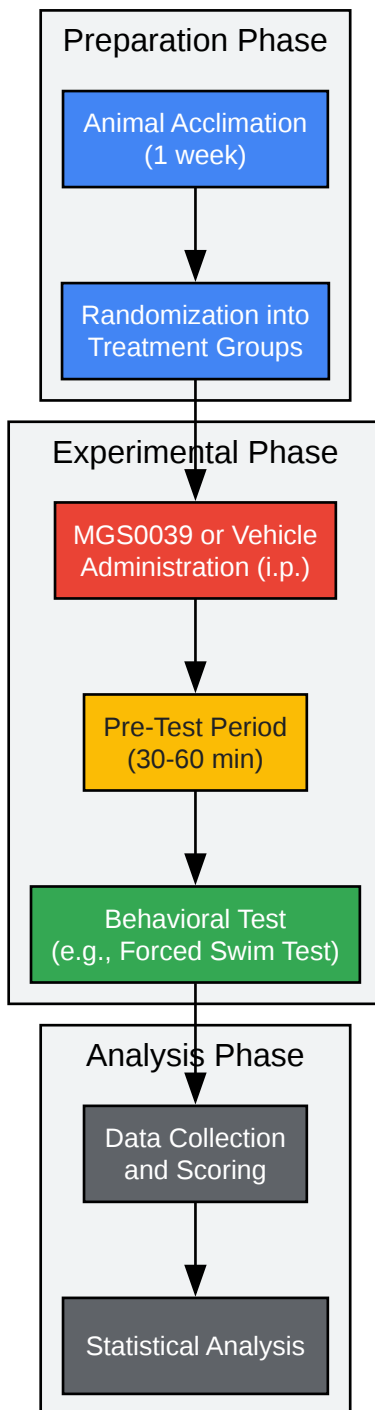 Preparation Phase
Animal Acclimation
(1 week)
Randomization into
Treatment Groups
Experimental Phase
MGS0039 or Vehicle
Administration (i.p.)
Pre-Test Period
(30-60 min)
Behavioral Test
(e.g., Forced Swim Test)
Analysis Phase
Data Collection
and Scoring
Statistical Analysis